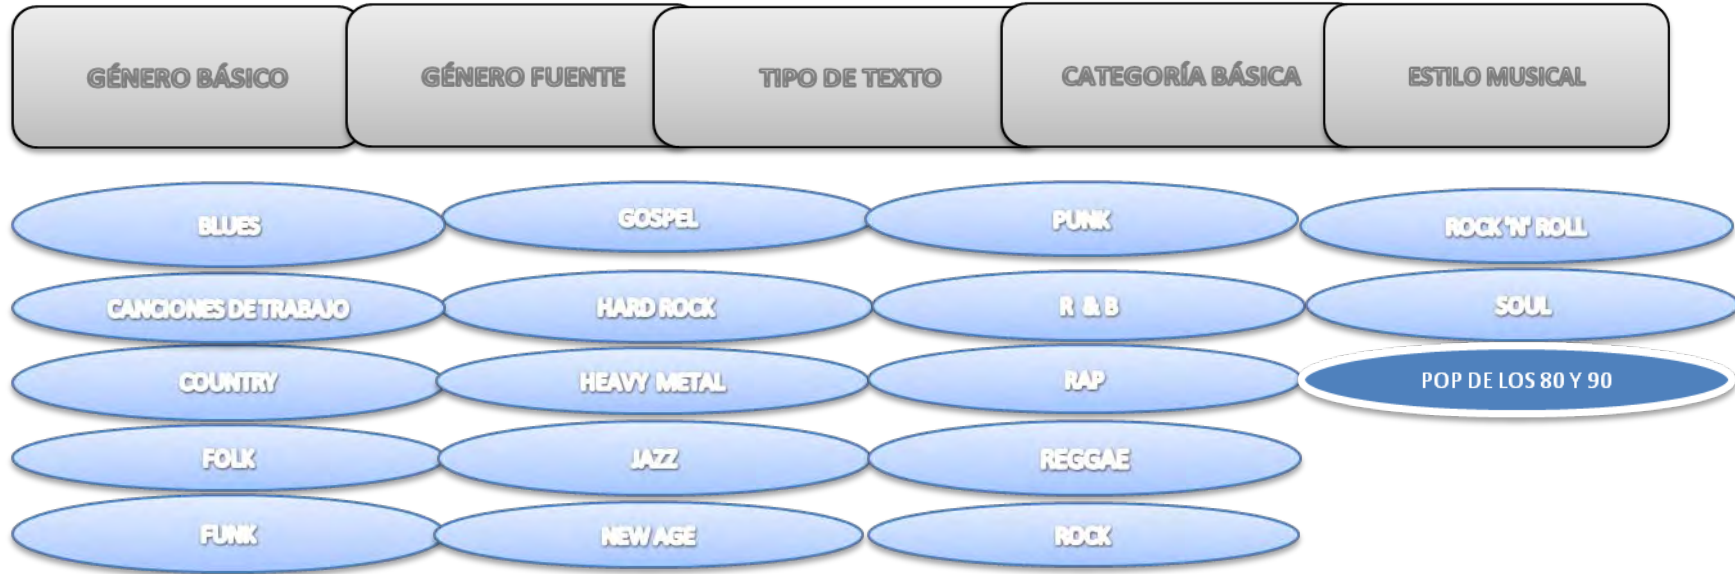 GÉNERO BÁSICO
GÉNERO FUENTE
TIPO DE TEXTO
CATEGORÍA BÁSICA
ESTILO MUSICAL
BLUES
GOSPEL
PUNK
ROCK 'N' ROLL
CANCIONES DE TRABAJO
HARD ROCK
R & B
SOUL
COUNTRY
HEAVY METAL
RAP
POP DE LOS 80 Y 90
FOLK
JAZZ
REGGAE
FUNK
NEW AGE
ROCK